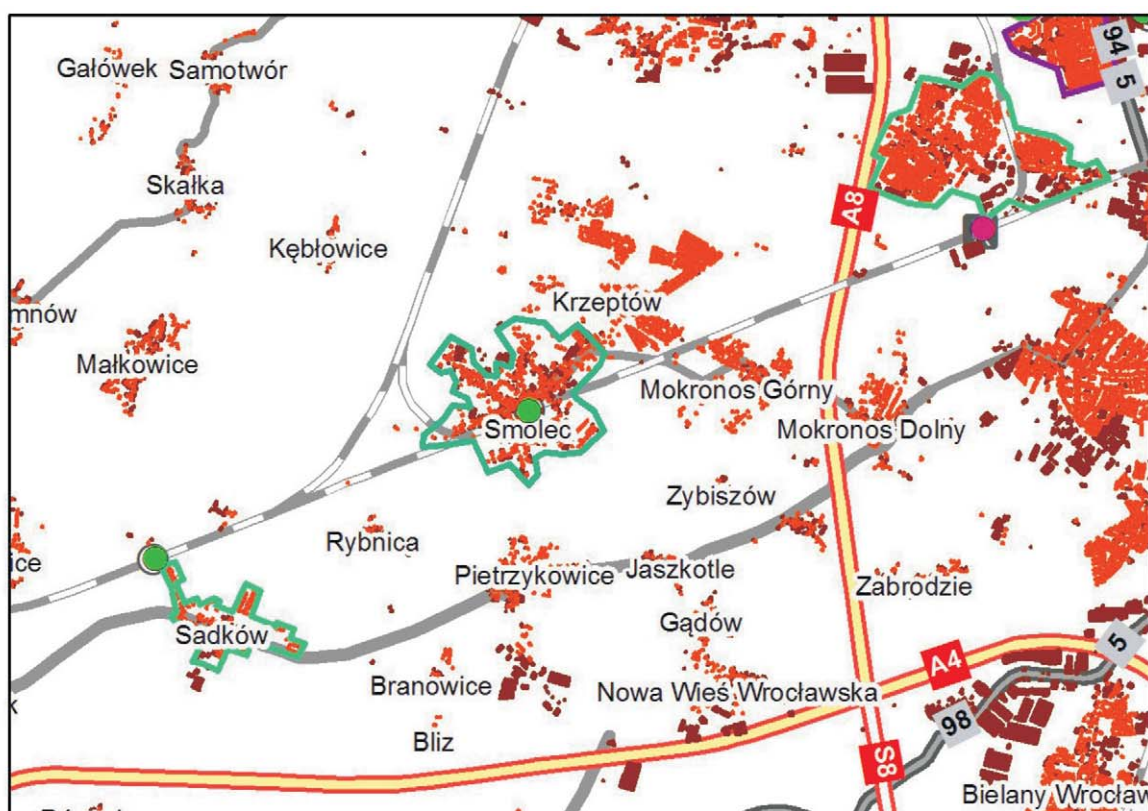 94
5
Gałówek
Samotwór
Skałka
A8
Kębłowice
mnów
Krzeptów
Małkowice
Mokronos Górny
Smolec
Mokronos Dolny
Zybiszów
Rybnica
ice
Pietrzykowice
Jaszkotle
Zabrodzie
Gądów
Sadków
5
A4
Branowice
Nowa Wieś Wrocławska
k
98
Bliz
S8
Bielany Wrocław